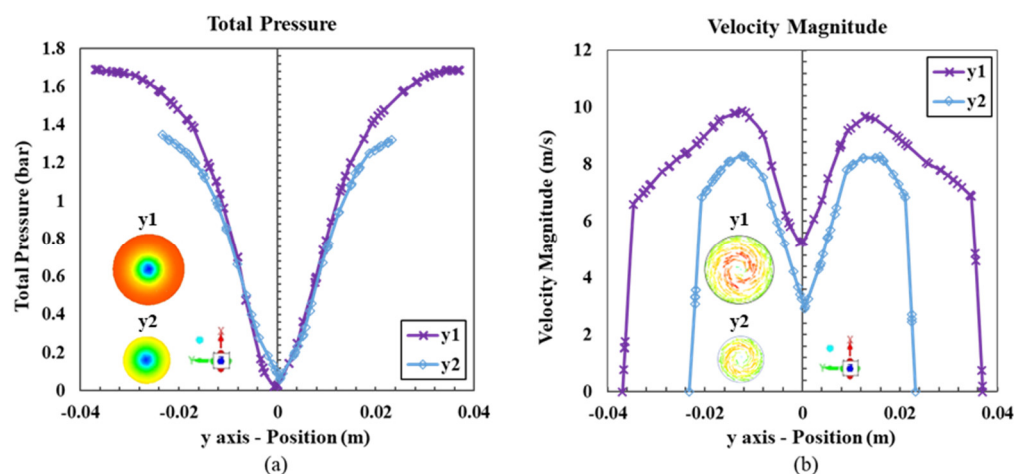 Total Pressure
Total Pressure (bar)
1.8
1.6
1.4
1.2
1
0.8
0.6
0.4
0.2
0
y1
y2
y1
y2
-0.04
-0.02
0
0.02
0.04
y axis - Position (m)
(a)
Velocity Magnitude
Velocity Magnitude (m/s)
12
10
8
6
4
2
0
y1
y2
y1
y2
-0.04
-0.02
0
0.02
0.04
y axis - Position (m)
(b)